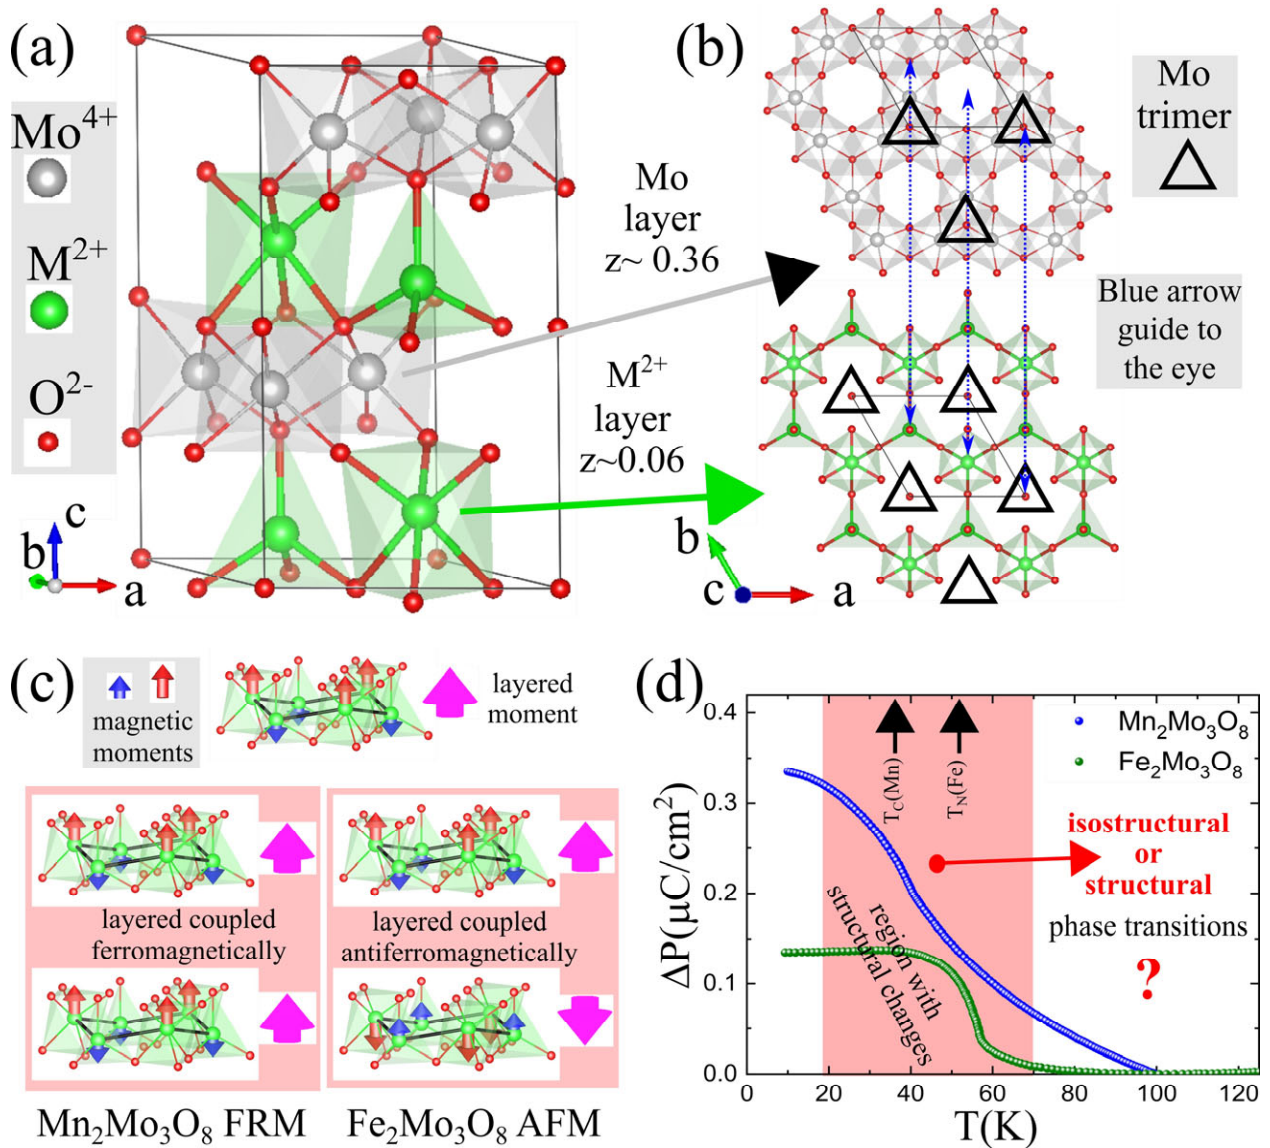 (a)
Mo4+
M2+
O2-
c
b
a
Mo
layer
z~ 0.36
M2+
layer
z~0.06
(b)
Mo
trimer
Blue arrow
guide to
the eye
b
c
a
(c)
magnetic
moments
layered
moment
layered coupled
ferromagnetically
layered coupled
antiferromagnetically
Mn2Mo3O8 FRM
Fe2Mo3O8 AFM
(d)
ΔP(μC/cm2)
0.4
0.3
0.2
0.1
0.0
TC(Mn)
TN(Fe)
Mn2Mo3O8
Fe2Mo3O8
isostructural
or
structural
phase transitions
?
region with
structural changes
0
20
40
60
80
100
120
T(K)